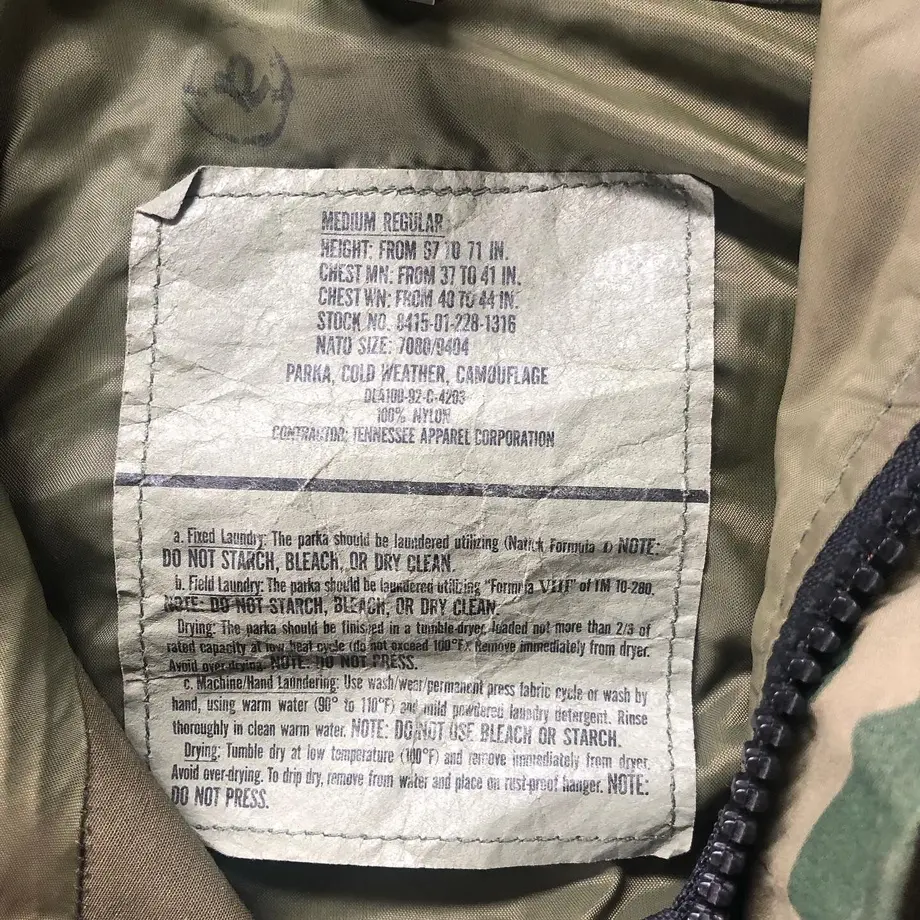 MEDIUM REGULAR
HEIGHT: FROM 67 TO 71 IN.
CHEST MN: FROM 37 TO 41 IN.
CHEST WN: FROM 40 TO 44 IN.
STOCK NO. 8415-01-228-1316
NATO SIZE: 7080/9404
PARKA, COLD WEATHER, CAMOUFLAGE
DLA100-92-C-4203
100% NYLON
CONTRACTOR: TENNESSEE APPAREL CORPORATION
a. Fixed Laundry: The parka should be laundered utilizing (Natick Formula I) NOTE:
DO NOT STARCH, BLEACH, OR DRY CLEAN.
b. Field Laundry: The parka should be laundered utilizing "Formula VIII" of TM 10-280.
NOTE: DO NOT STARCH, BLEACH, OR DRY CLEAN.
Drying: The parka should be finished in a tumble-dryer, loaded not more than 2/3 of
rated capacity at low heat cycle (do not exceed 100°F). Remove immediately from dryer.
Avoid over drying. NOTE: DO NOT PRESS.
c. Machine/Hand Laundering: Use wash/wear/permanent press fabric cycle or wash by
hand, using warm water (90° to 110°F) and mild powdered laundry detergent. Rinse
thoroughly in clean warm water. NOTE: DO NOT USE BLEACH OR STARCH.
Drying: Tumble dry at low temperature (100°F) and remove immediately from dryer.
Avoid over-drying. To drip dry, remove from water and place on rust-proof hanger. NOTE:
DO NOT PRESS.